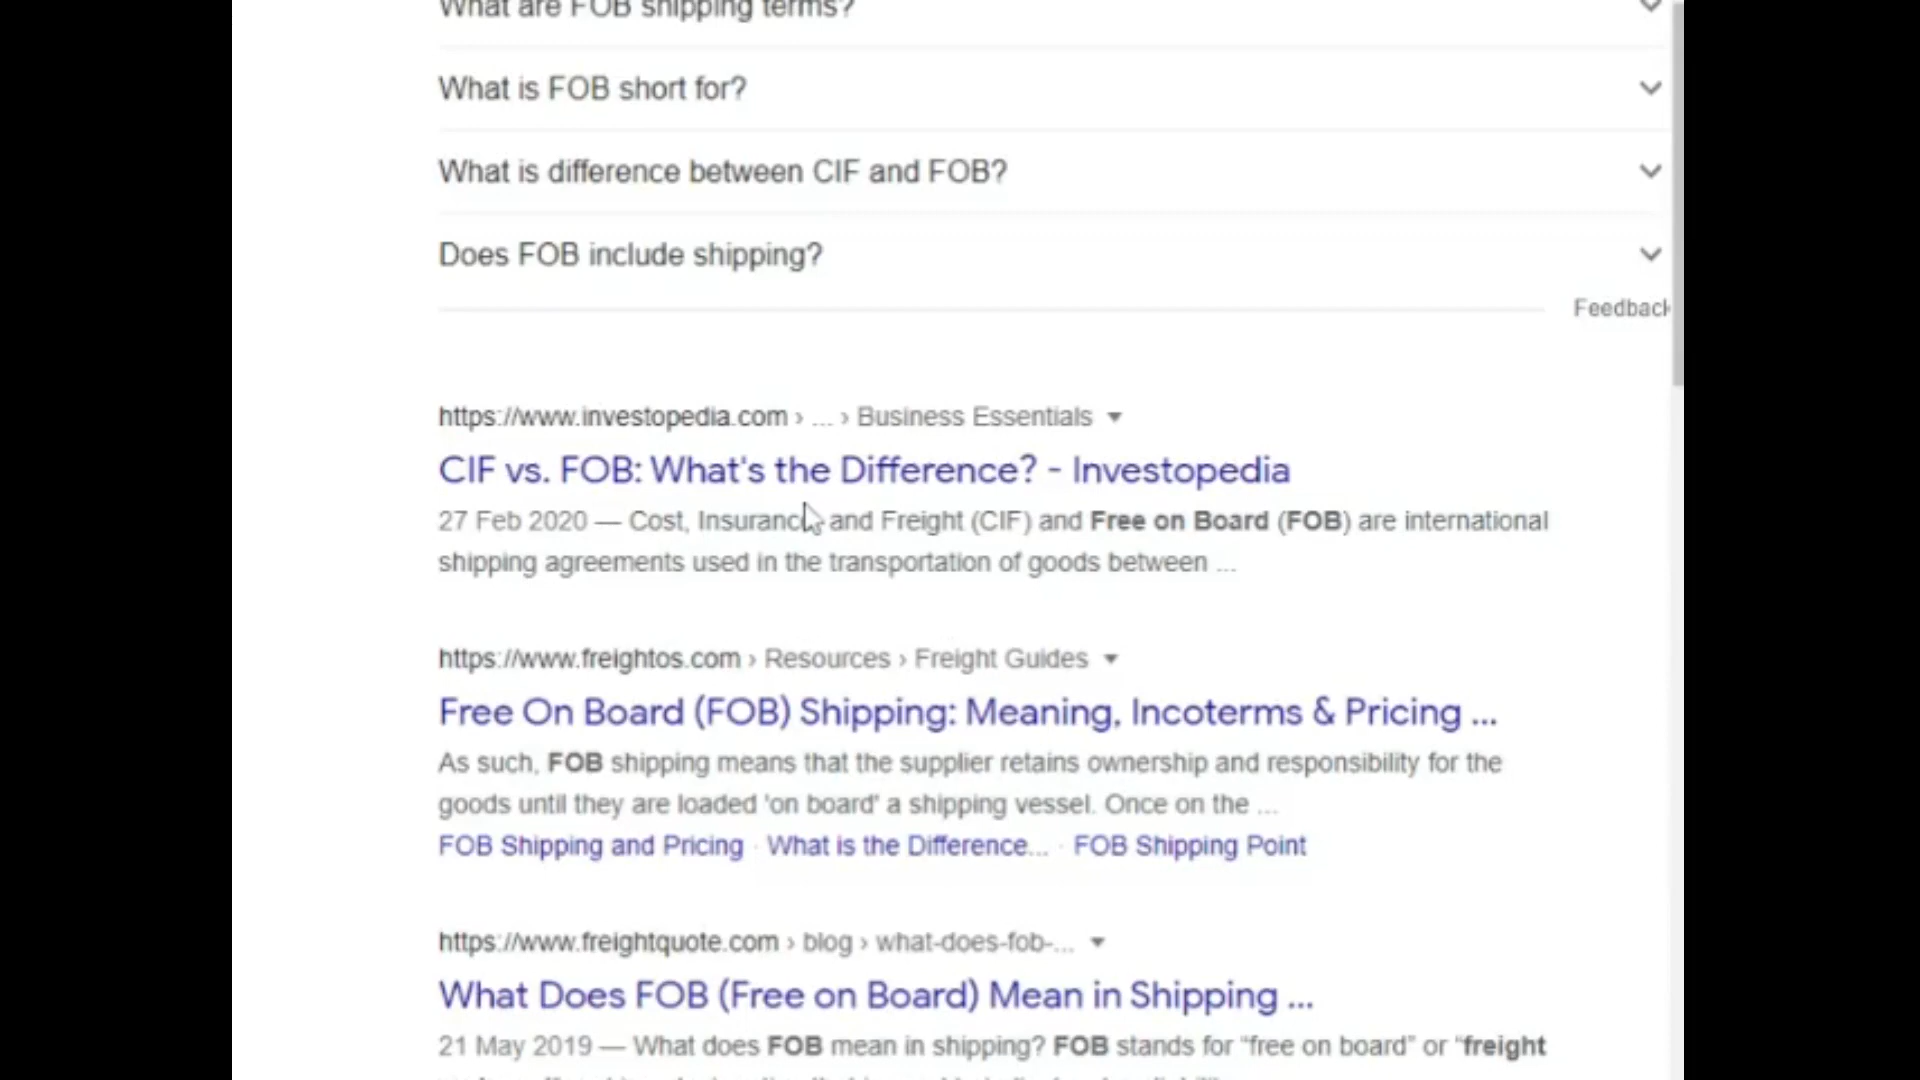 What are FOB shipping terms?
What is FOB short for?
What is difference between CIF and FOB?
Does FOB include shipping?
Feedback
https://www.investopedia.com › ... › Business Essentials
CIF vs. FOB: What's the Difference? - Investopedia
27 Feb 2020 — Cost, Insurance and Freight (CIF) and Free on Board (FOB) are international
shipping agreements used in the transportation of goods between ...
https://www.freightos.com › Resources › Freight Guides
Free On Board (FOB) Shipping: Meaning, Incoterms & Pricing ...
As such, FOB shipping means that the supplier retains ownership and responsibility for the
goods until they are loaded 'on board' a shipping vessel. Once on the ...
FOB Shipping and Pricing · What is the Difference... · FOB Shipping Point
https://www.freightquote.com › blog › what-does-fob-...
What Does FOB (Free on Board) Mean in Shipping ...
21 May 2019 — What does FOB mean in shipping? FOB stands for “free on board” or “freight